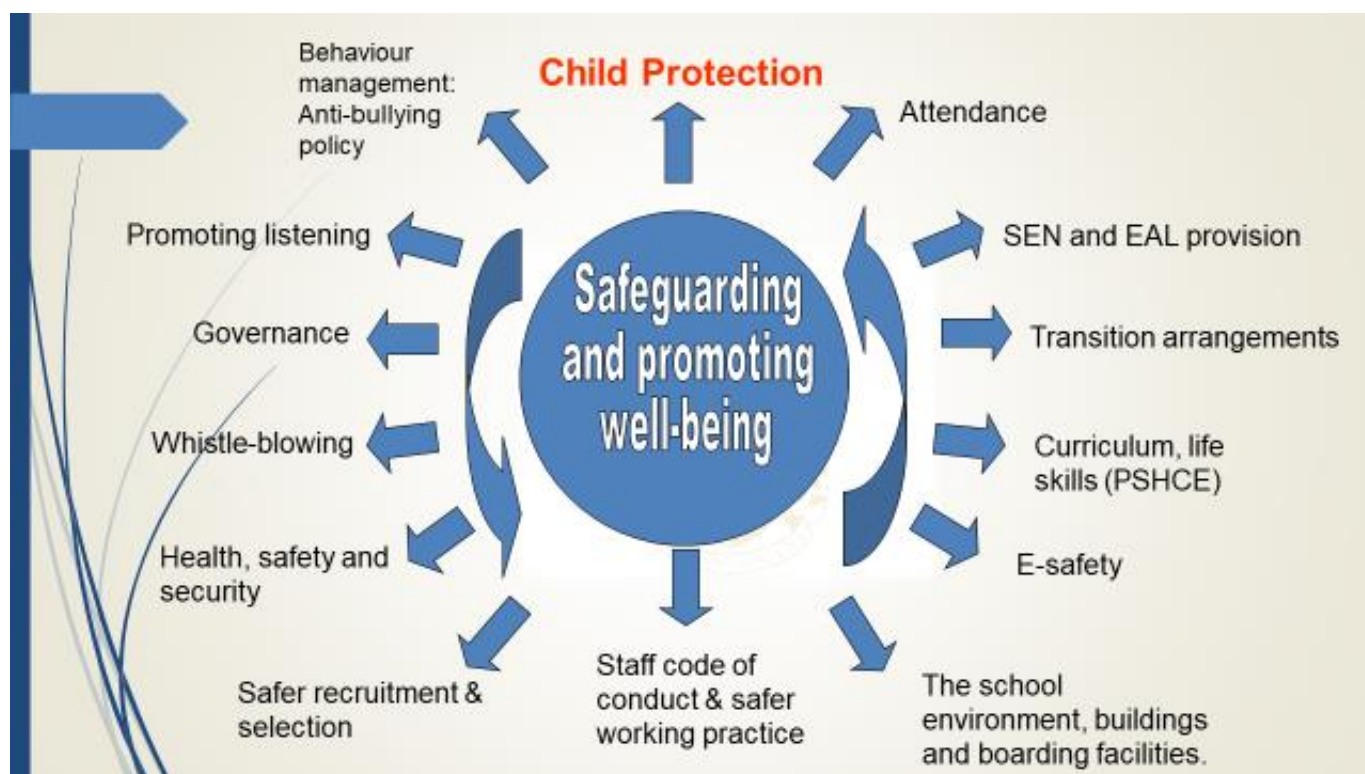 Behaviour
management:
Anti-bullying
policy
Child Protection
Attendance
Promoting listening
SEN and EAL provision
Governance
Safeguarding
and promoting
well-being
Transition arrangements
Whistle-blowing
Curriculum, life
skills (PSHCE)
Health, safety and
security
E-safety
Safer recruitment &
selection
Staff code of
conduct & safer
working practice
The school
environment, buildings
and boarding facilities.